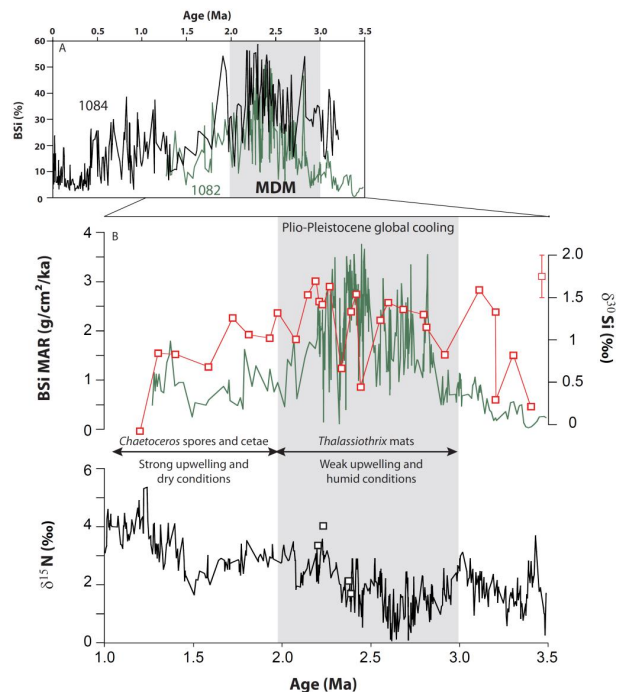 Age (Ma)
0 0.5 1.0 1.5 2.0 2.5 3.0 3.5
A
60
50
40
30
20
10
0
BSi (%)
1084
1082
MDM
B
Plio-Pleistocene global cooling
4
3
2
1
0
BSi MAR (g/cm²/ka)
2.0
1.5
1.0
0.5
0
δ³⁰Si (‰)
Chaetoceros spores and cetae
Thalassiothrix mats
Strong upwelling and
dry conditions
Weak upwelling and
humid conditions
6
4
2
0
δ¹⁵N (‰)
1.0 1.5 2.0 2.5 3.0 3.5
Age (Ma)